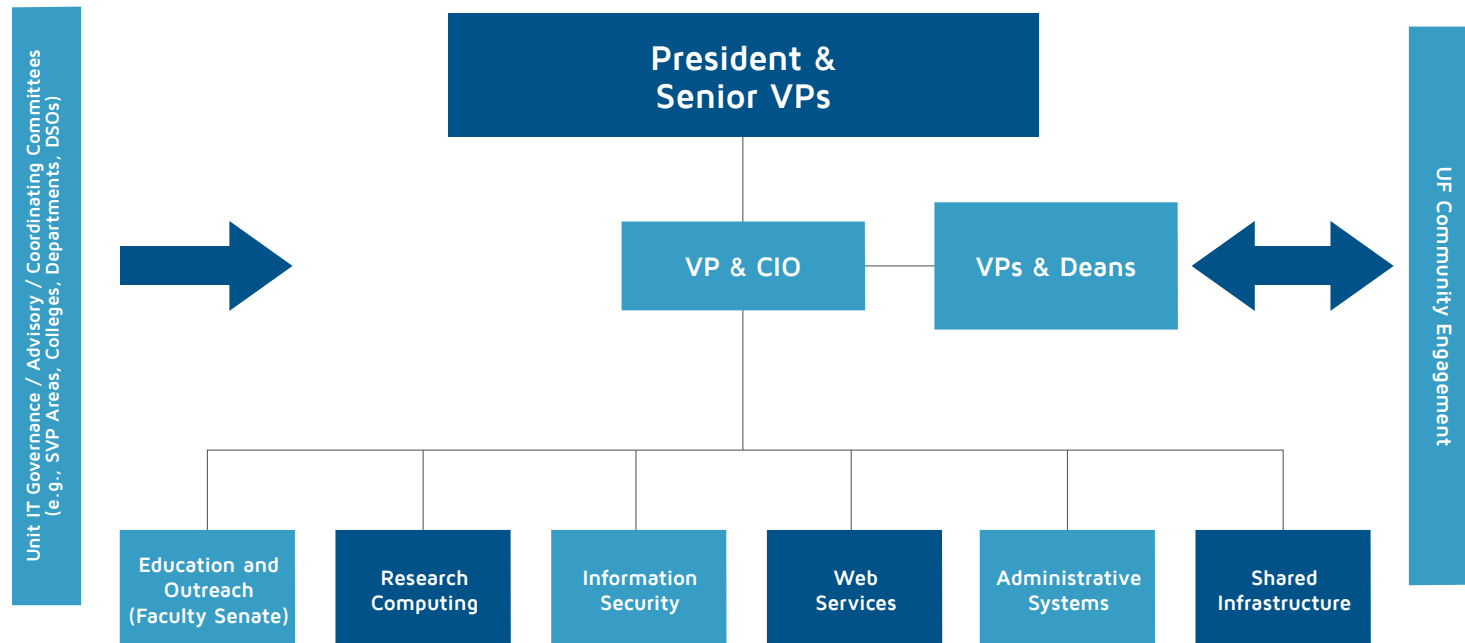 Unit IT Governance / Advisory / Coordinating Committees
(e.g., SVP Areas, Colleges, Departments, DSOs)
President &
Senior VPs
VP & CIO
VPs & Deans
UF Community Engagement
Education and
Outreach
(Faculty Senate)
Research
Computing
Information
Security
Web
Services
Administrative
Systems
Shared
Infrastructure